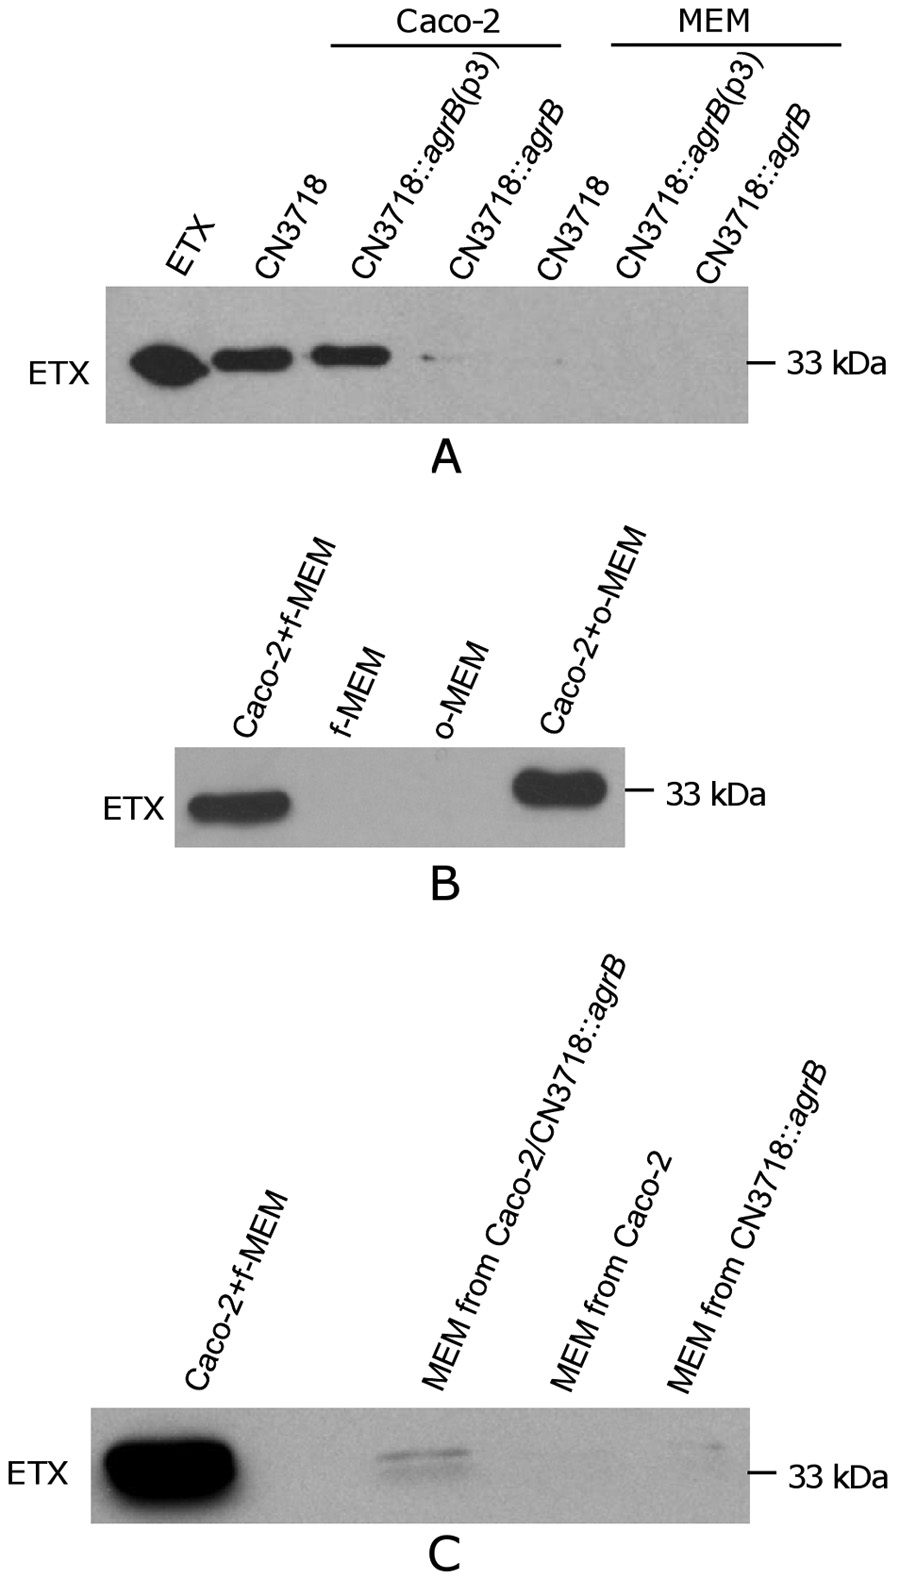 Caco-2 MEM
ETX
CN3718
CN3718::agrB(p3)
CN3718::agrB
CN3718
CN3718::agrB(p3)
CN3718::agrB
ETX 33 kDa
A
Caco-2+f-MEM
f-MEM
o-MEM
Caco-2+o-MEM
ETX 33 kDa
B
Caco-2+f-MEM
MEM from Caco-2/CN3718::agrB
MEM from Caco-2
MEM from CN3718::agrB
ETX 33 kDa
C